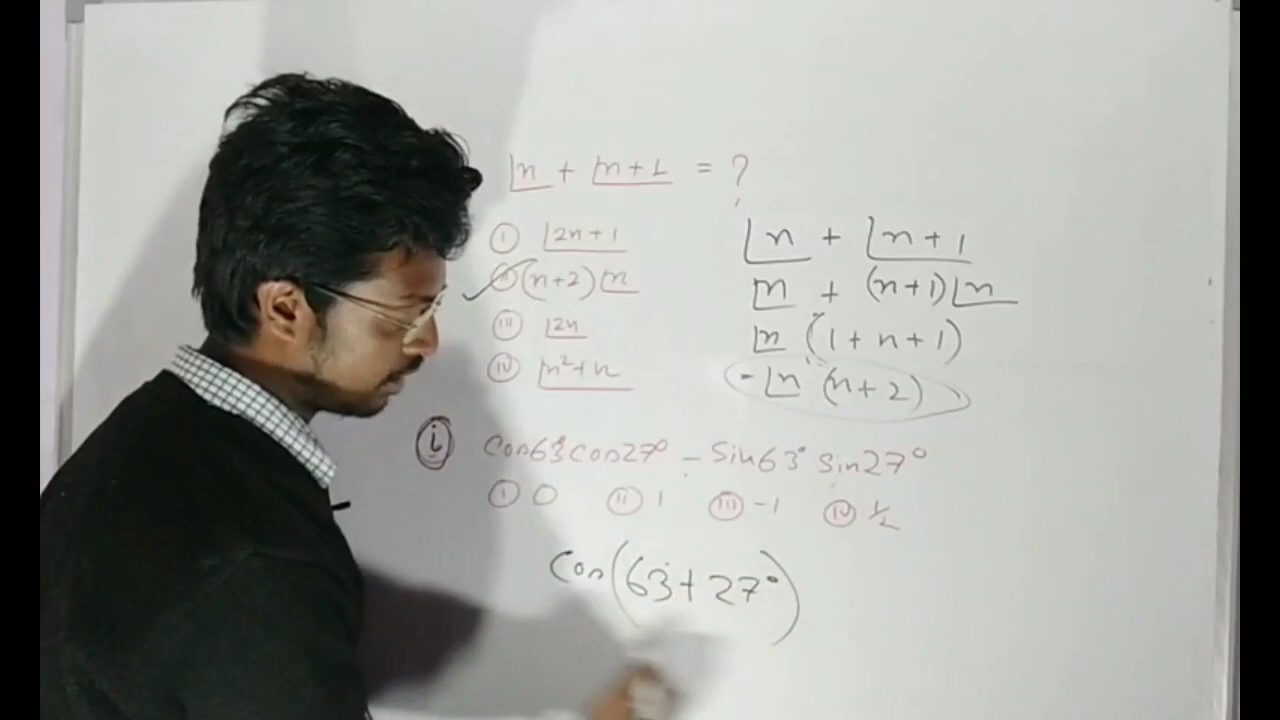 ⌊n + ⌊n+1 = ?
(i) ⌊2n+1
(ii) (n+2)⌊n
(iii) ⌊2n
(iv) ⌊n²+n
⌊n + ⌊n+1
⌊n + (n+1)⌊n
⌊n (1+n+1)
- ⌊n (n+2)
(i) Cos63°Cos27° - Sin63° Sin27°
(i) 0 (ii) 1 (iii) -1 (iv) 1/2
Cos(63°+27°)